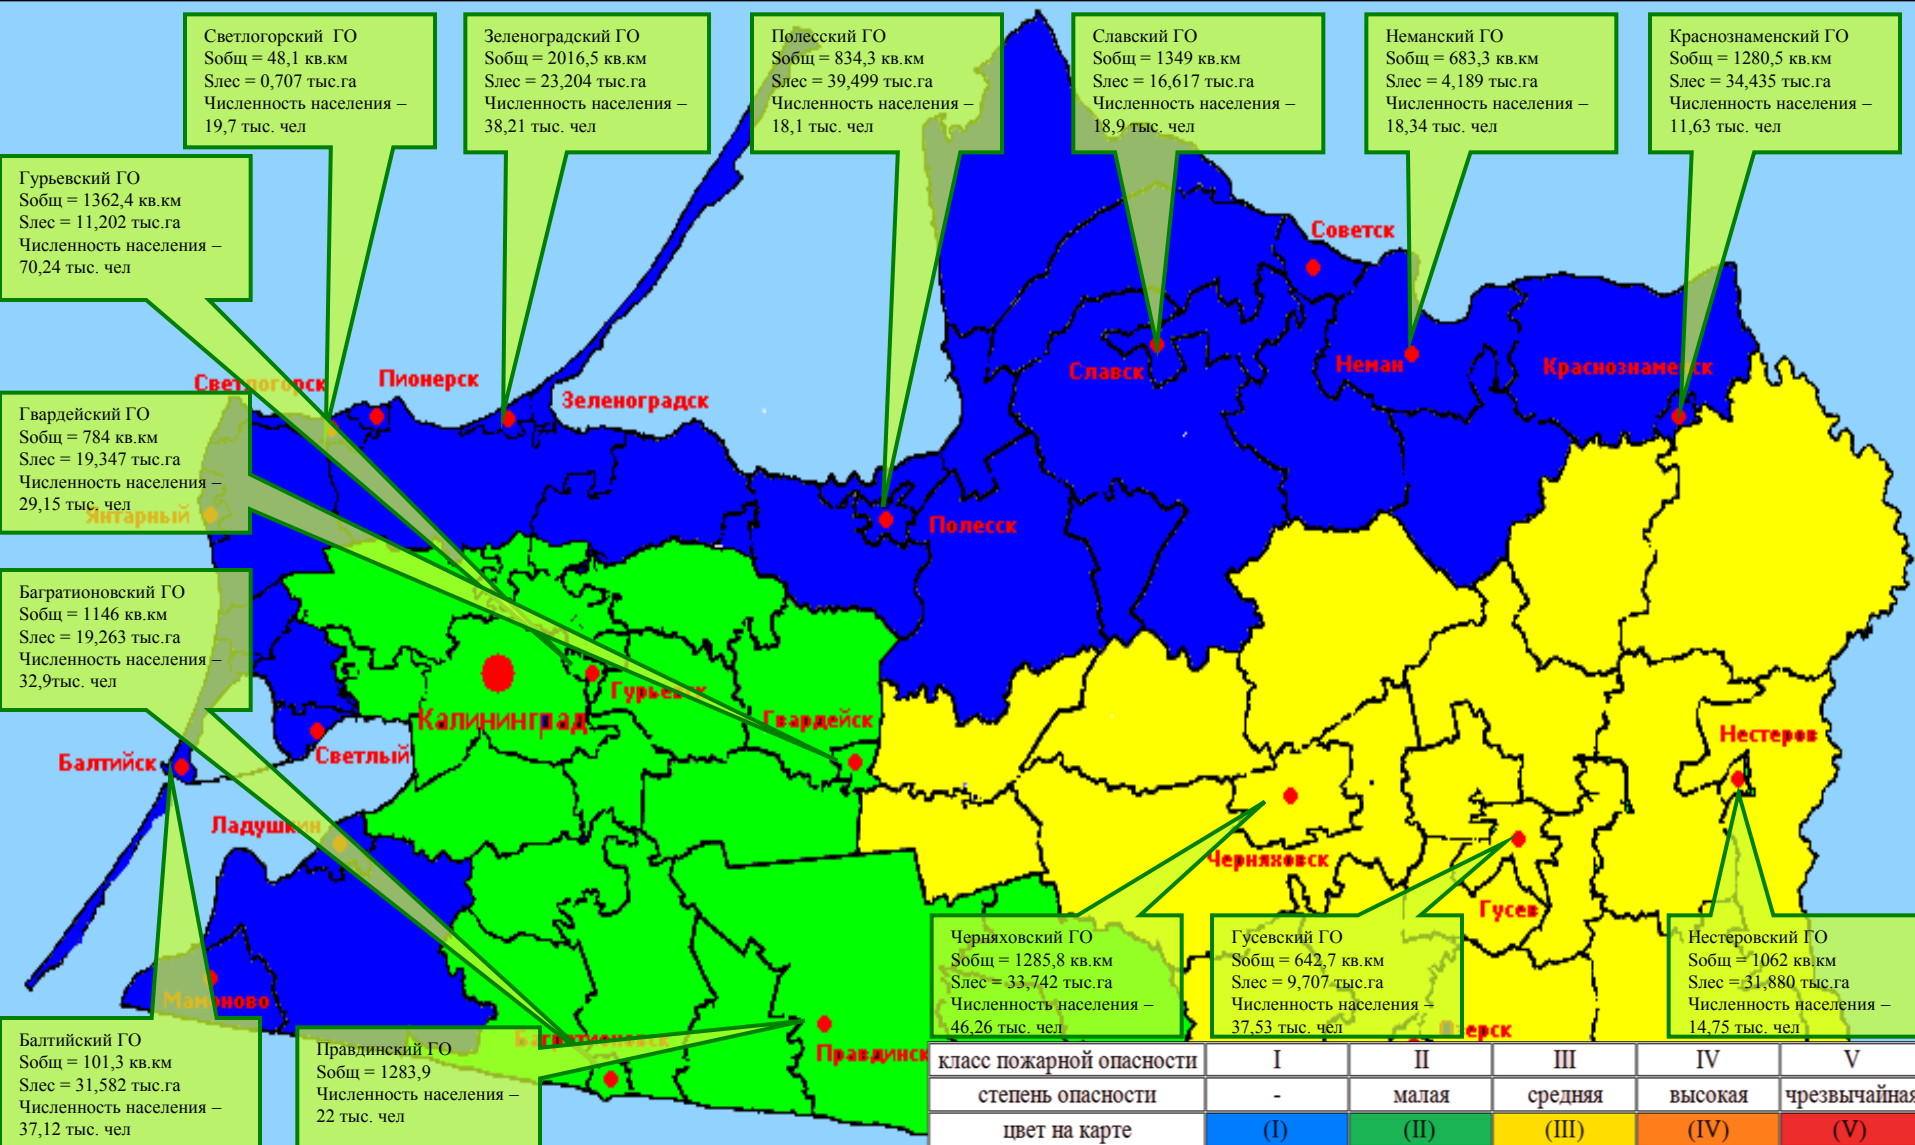 Светлогорский ГО
Sобщ = 48,1 кв.км
Sлес = 0,707 тыс.га
Численность населения –
19,7 тыс. чел
Зеленоградский ГО
Sобщ = 2016,5 кв.км
Sлес = 23,204 тыс.га
Численность населения –
38,21 тыс. чел
Полесский ГО
Sобщ = 834,3 кв.км
Sлес = 39,499 тыс.га
Численность населения –
18,1 тыс. чел
Славский ГО
Sобщ = 1349 кв.км
Sлес = 16,617 тыс.га
Численность населения –
18,9 тыс. чел
Неманский ГО
Sобщ = 683,3 кв.км
Sлес = 4,189 тыс.га
Численность населения –
18,34 тыс. чел
Краснознаменский ГО
Sобщ = 1280,5 кв.км
Sлес = 34,435 тыс.га
Численность населения –
11,63 тыс. чел
Гурьевский ГО
Sобщ = 1362,4 кв.км
Sлес = 11,202 тыс.га
Численность населения –
70,24 тыс. чел
Советск
Светлогорск
Пионерск
Зеленоградск
Славск
Неман
Краснознаменск
Гвардейский ГО
Sобщ = 784 кв.км
Sлес = 19,347 тыс.га
Численность населения –
29,15 тыс. чел
Янтарный
Полесск
Багратионовский ГО
Sобщ = 1146 кв.км
Sлес = 19,263 тыс.га
Численность населения –
32,9тыс. чел
Гурьевск
Калининград
Гвардейск
Нестеров
Светлый
Балтийск
Ладушкин
Черняховск
Гусев
Мамоново
Черняховский ГО
Sобщ = 1285,8 кв.км
Sлес = 33,742 тыс.га
Численность населения –
46,26 тыс. чел
Гусевский ГО
Sобщ = 642,7 кв.км
Sлес = 9,707 тыс.га
Численность населения –
37,53 тыс. чел
Нестеровский ГО
Sобщ = 1062 кв.км
Sлес = 31,880 тыс.га
Численность населения –
14,75 тыс. чел
Балтийский ГО
Sобщ = 101,3 кв.км
Sлес = 31,582 тыс.га
Численность населения –
37,12 тыс. чел
Правдинский ГО
Sобщ = 1283,9
Численность населения –
22 тыс. чел
Багратионовск
Правдинск
зерск
класс пожарной опасности I II III IV V
степень опасности - малая средняя высокая чрезвычайная
цвет на карте (I) (II) (III) (IV) (V)